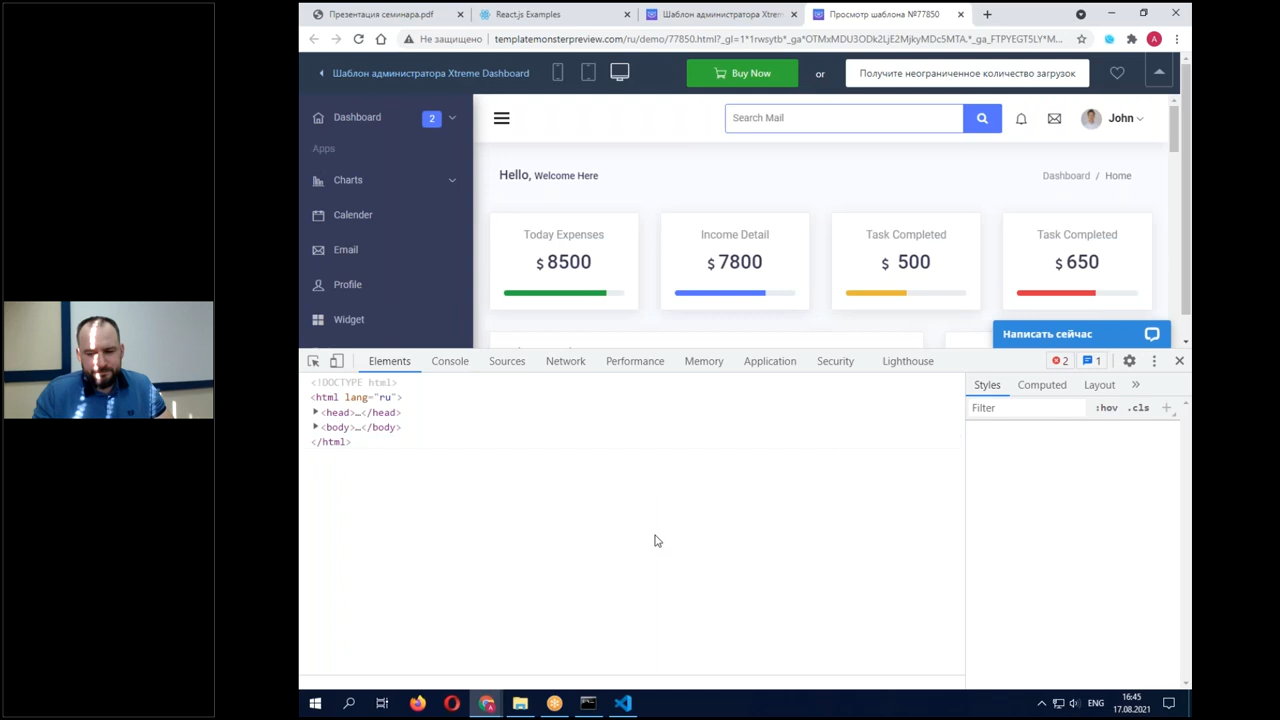 Презентация семинара.pdf
React.js Examples
Шаблон администратора Xtrem
Просмотр шаблона №77850
Не защищено
templatemonsterpreview.com/ru/demo/77850.html?_gl=1*1rwsytb*_ga*OTMxMDU3ODk2LjE2MjkyMDc5MTA.*_ga_FTPYEGT5LY*M...
A
Шаблон администратора Xtreme Dashboard
Buy Now
or
Получите неограниченное количество загрузок
Dashboard
2
Search Mail
John
Apps
Charts
Calender
Email
Profile
Widget
Hello, Welcome Here
Dashboard / Home
Today Expenses
$ 8500
Income Detail
$ 7800
Task Completed
$ 500
Task Completed
$ 650
Написать сейчас
Elements
Console
Sources
Network
Performance
Memory
Application
Security
Lighthouse
2
1
<!DOCTYPE html>
<html lang="ru">
<head>…</head>
<body>…</body>
</html>
Styles
Computed
Layout
Filter
:hov
.cls
ENG
16:45
17.08.2021